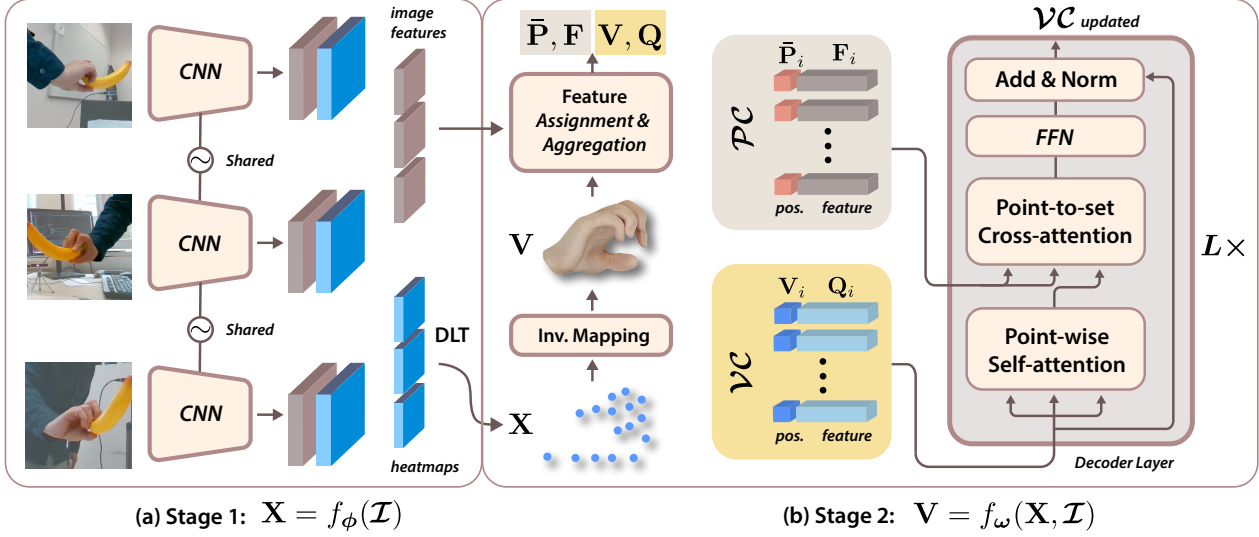 CNN
Shared
CNN
Shared
CNN
image
features
DLT
heatmaps
P̄, F V, Q
Feature
Assignment &
Aggregation
V
Inv. Mapping
X
P̄ᵢ Fᵢ
𝒫𝒞
pos. feature
Vᵢ Qᵢ
𝒱𝒞
pos. feature
𝒱𝒞 updated
Add & Norm
FFN
Point-to-set
Cross-attention
Point-wise
Self-attention
L×
Decoder Layer
(a) Stage 1: X = f_ϕ(𝓘)
(b) Stage 2: V = f_ω(X, 𝓘)